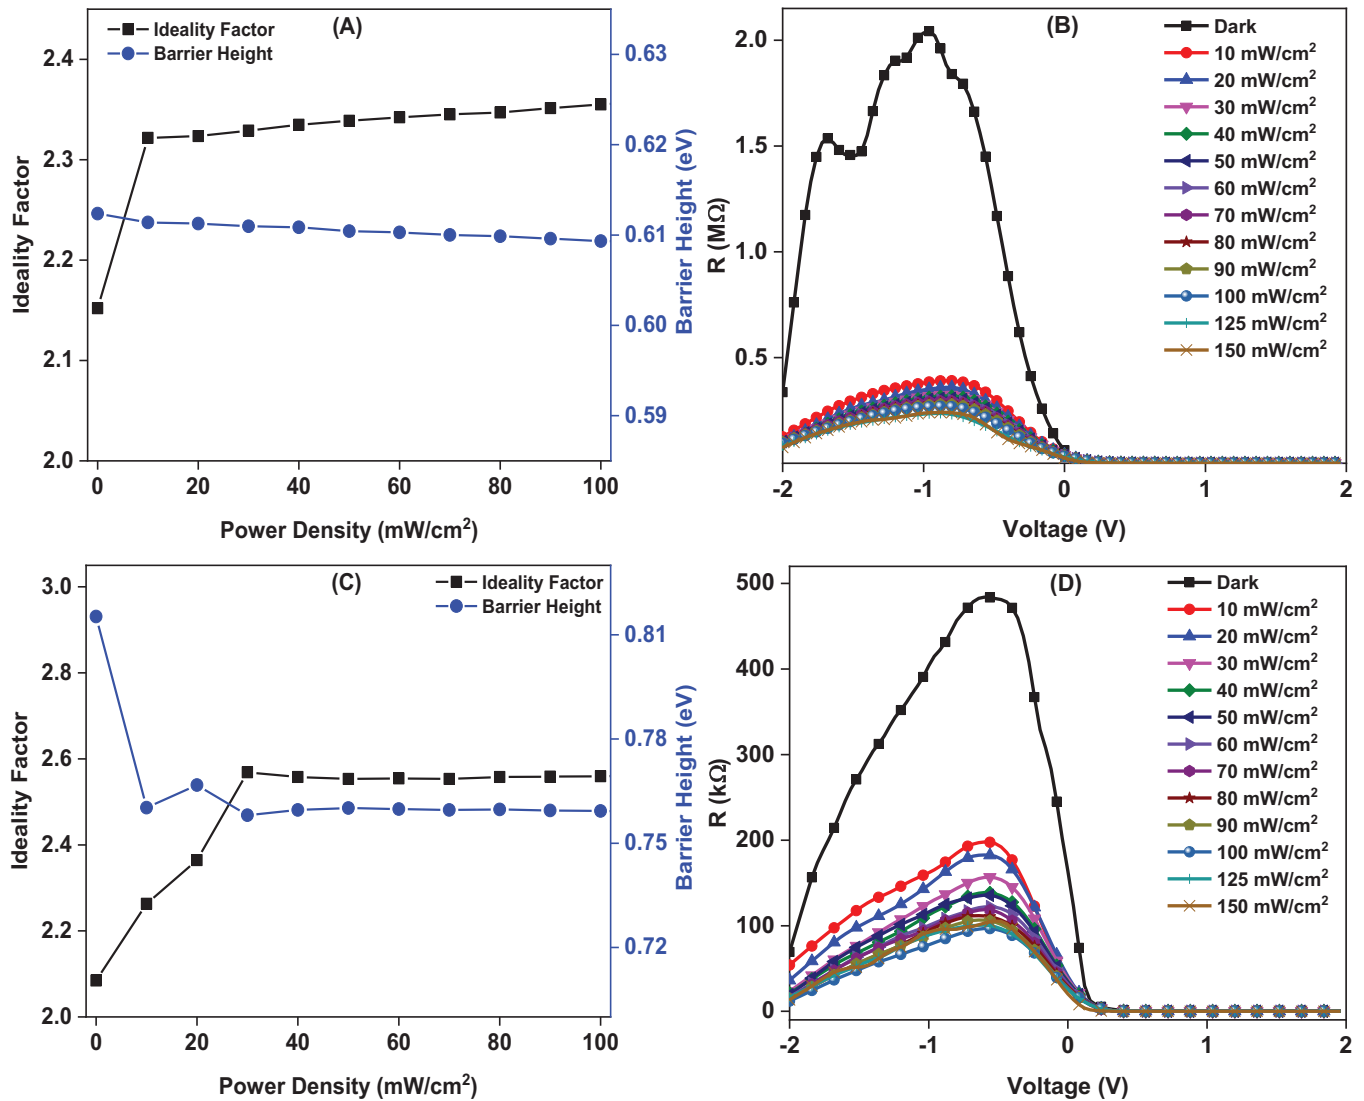 (A)
Ideality Factor
Barrier Height
2.4
2.3
2.2
2.1
2.0
Ideality Factor
0.63
0.62
0.61
0.60
0.59
Barrier Height (eV)
0 20 40 60 80 100
Power Density (mW/cm²)
(B)
Dark
10 mW/cm²
20 mW/cm²
30 mW/cm²
40 mW/cm²
50 mW/cm²
60 mW/cm²
70 mW/cm²
80 mW/cm²
90 mW/cm²
100 mW/cm²
125 mW/cm²
150 mW/cm²
2.0
1.5
1.0
0.5
R (MΩ)
-2 -1 0 1 2
Voltage (V)
(C)
Ideality Factor
Barrier Height
3.0
2.8
2.6
2.4
2.2
2.0
Ideality Factor
0.81
0.78
0.75
0.72
Barrier Height (eV)
0 20 40 60 80 100
Power Density (mW/cm²)
(D)
Dark
10 mW/cm²
20 mW/cm²
30 mW/cm²
40 mW/cm²
50 mW/cm²
60 mW/cm²
70 mW/cm²
80 mW/cm²
90 mW/cm²
100 mW/cm²
125 mW/cm²
150 mW/cm²
500
400
300
200
100
0
R (kΩ)
-2 -1 0 1 2
Voltage (V)